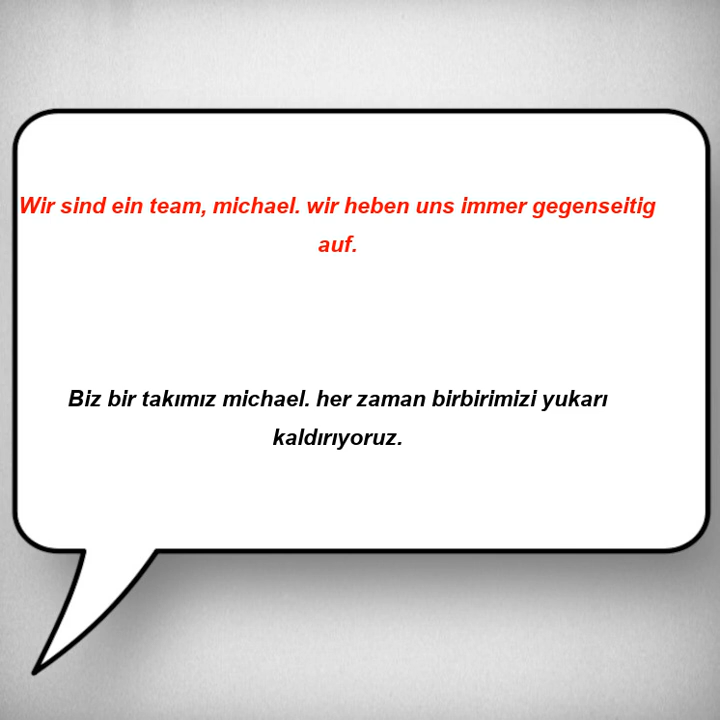 Wir sind ein team, michael. wir heben uns immer gegenseitig
auf.
Biz bir takımız michael. her zaman birbirimizi yukarı
kaldırıyoruz.